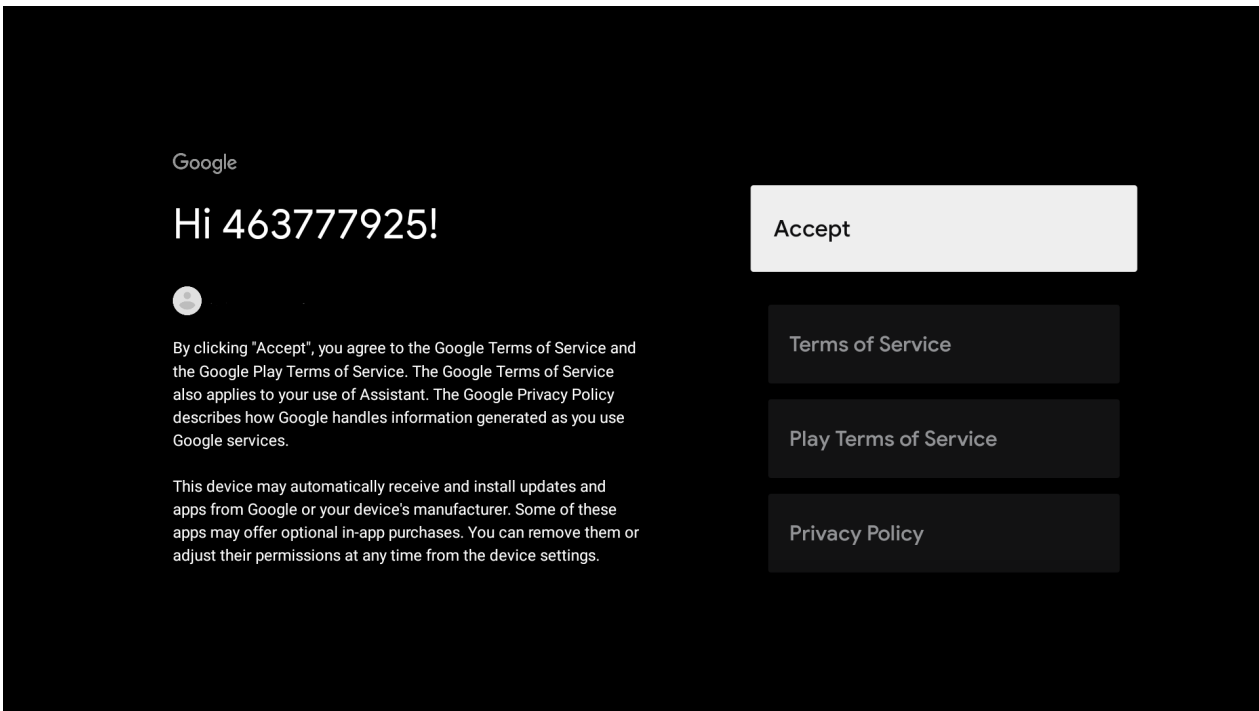 Google
Hi 463777925!
By clicking "Accept", you agree to the Google Terms of Service and
the Google Play Terms of Service. The Google Terms of Service
also applies to your use of Assistant. The Google Privacy Policy
describes how Google handles information generated as you use
Google services.
This device may automatically receive and install updates and
apps from Google or your device's manufacturer. Some of these
apps may offer optional in-app purchases. You can remove them or
adjust their permissions at any time from the device settings.
Accept
Terms of Service
Play Terms of Service
Privacy Policy